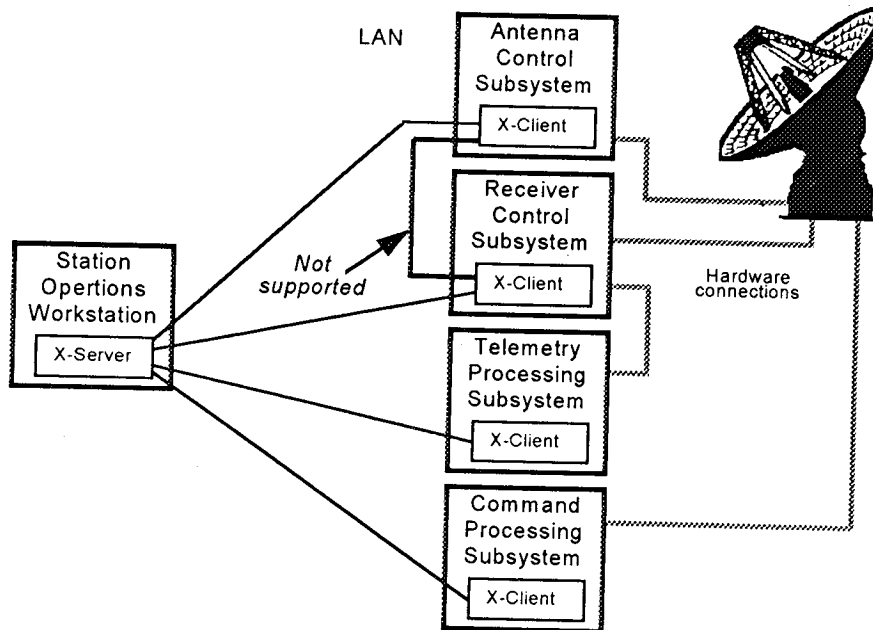 LAN
Antenna
Control
Subsystem
X-Client
Receiver
Control
Subsystem
X-Client
Not
supported
Hardware
connections
Station
Opertions
Workstation
X-Server
Telemetry
Processing
Subsystem
X-Client
Command
Processing
Subsystem
X-Client